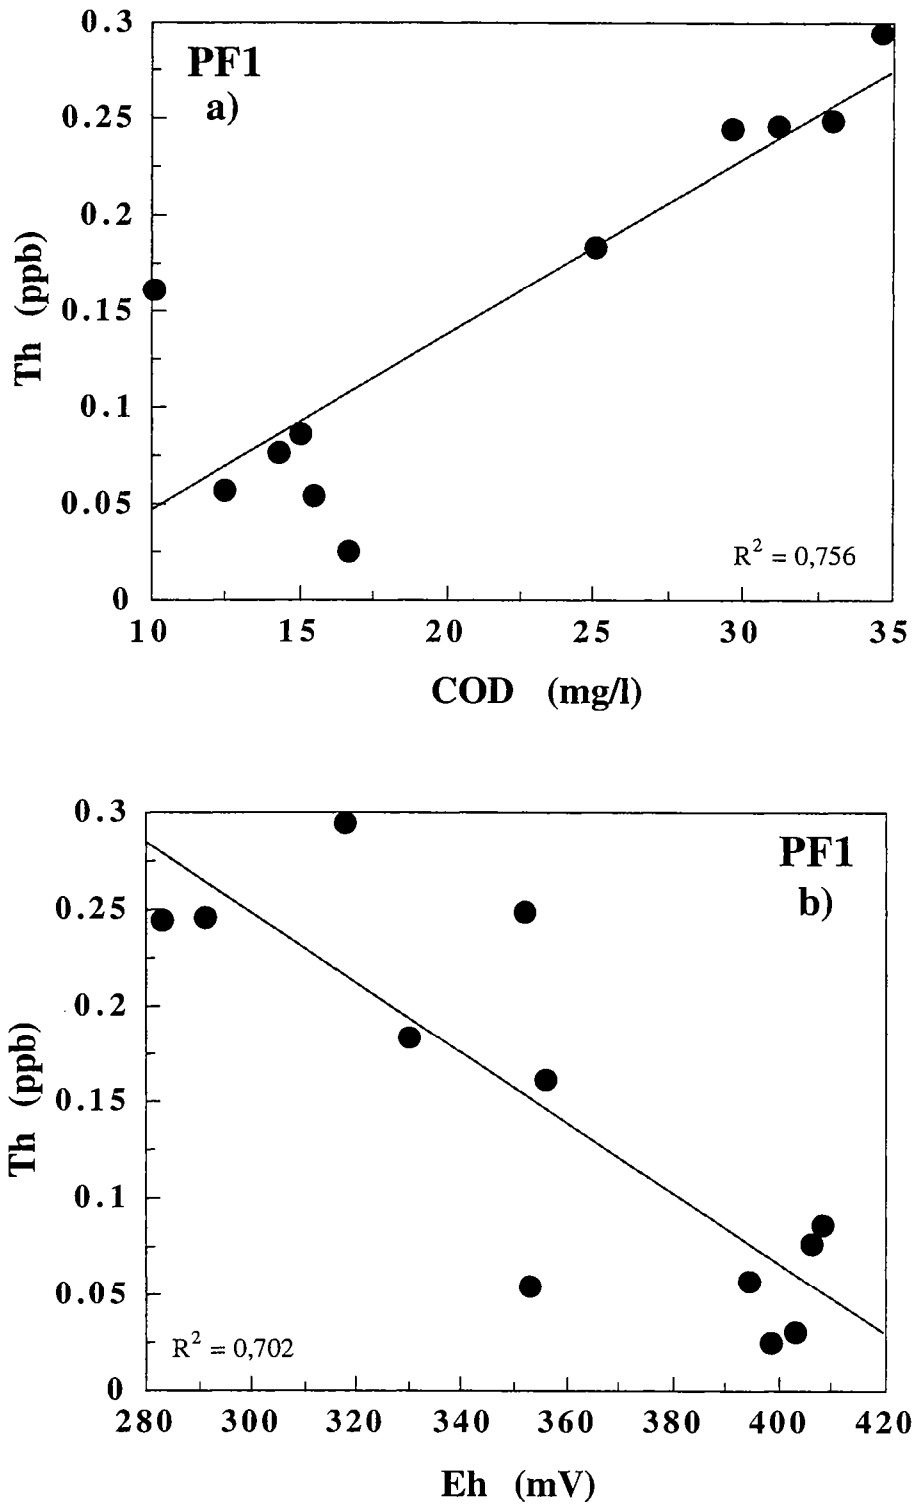 PF1
a)
0.3
0.25
0.2
0.15
0.1
0.05
0
Th (ppb)
R² = 0,756
10 15 20 25 30 35
COD (mg/l)
PF1
b)
0.3
0.25
0.2
0.15
0.1
0.05
0
Th (ppb)
R² = 0,702
280 300 320 340 360 380 400 420
Eh (mV)